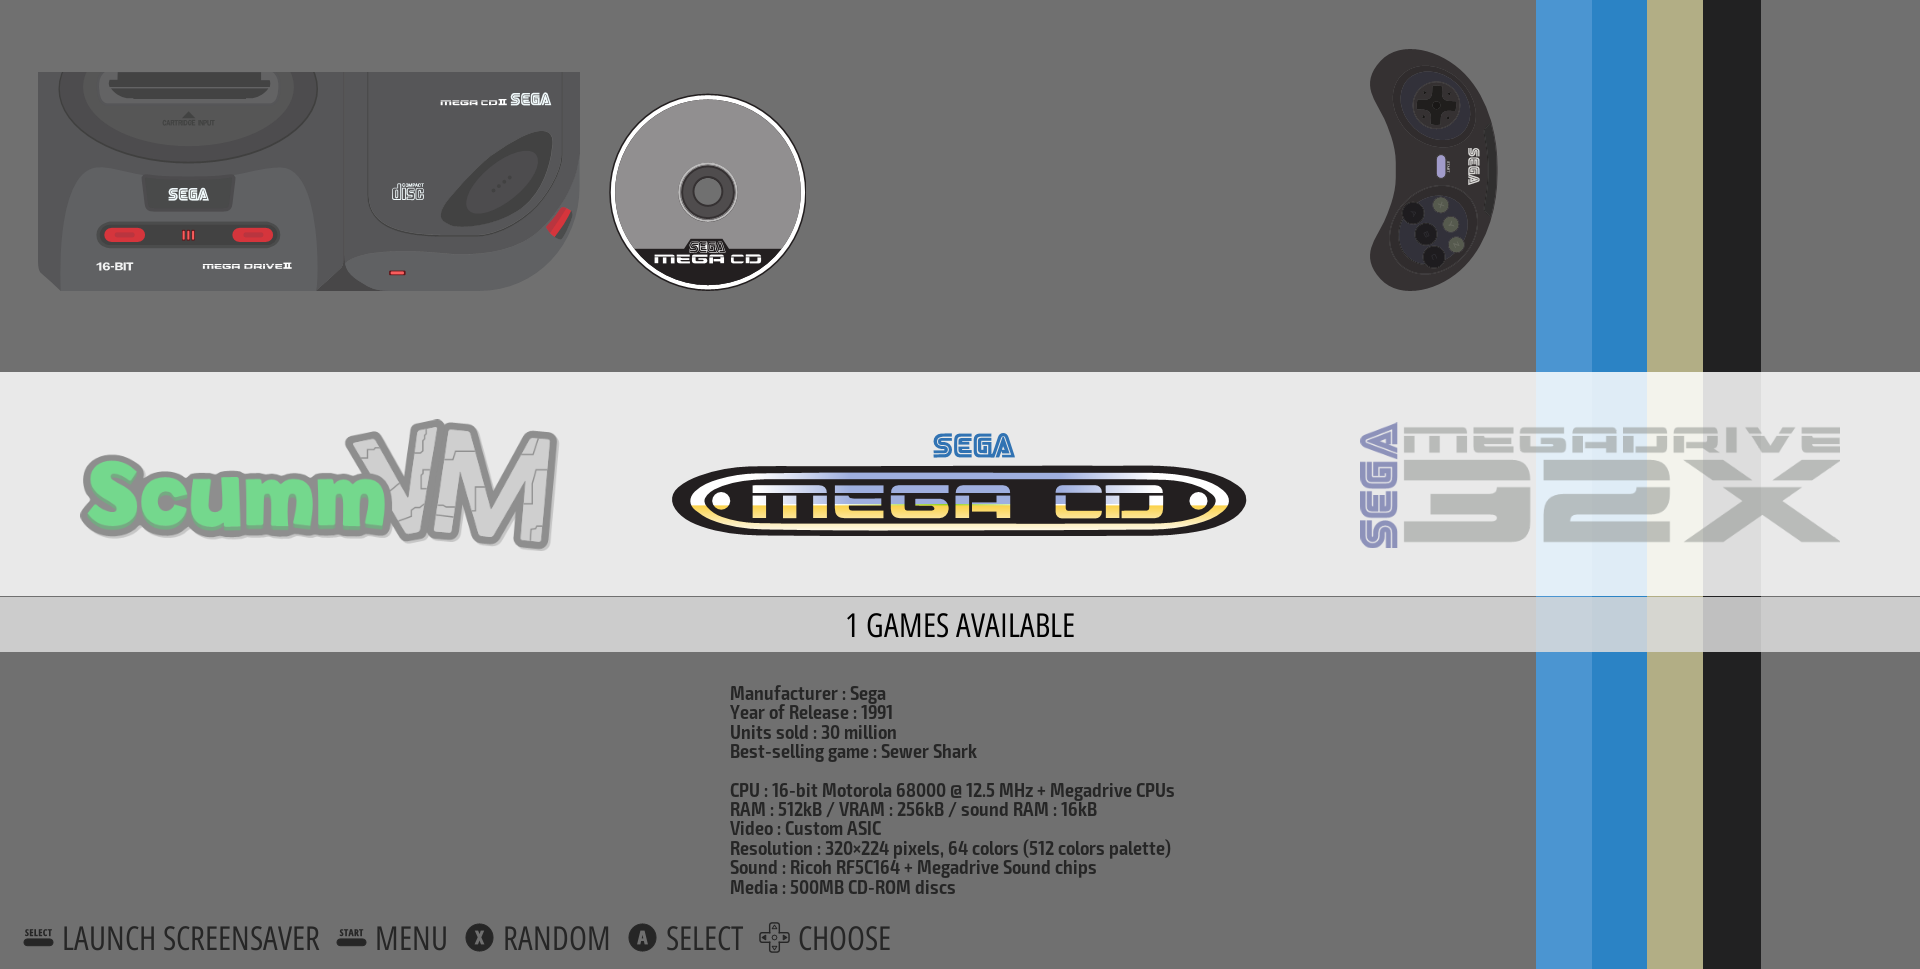 MEGA CD II SEGA
CARTRIDGE INPUT
SEGA
COMPACT
disc
16-BIT
MEGA DRIVE II
SEGA
MEGA CD
START
SEGA
ScummVM
SEGA
MEGA CD
SEGA
MEGADRIVE
32X
1 GAMES AVAILABLE
Manufacturer : Sega
Year of Release : 1991
Units sold : 30 million
Best-selling game : Sewer Shark
CPU : 16-bit Motorola 68000 @ 12.5 MHz + Megadrive CPUs
RAM : 512kB / VRAM : 256kB / sound RAM : 16kB
Video : Custom ASIC
Resolution : 320×224 pixels, 64 colors (512 colors palette)
Sound : Ricoh RF5C164 + Megadrive Sound chips
Media : 500MB CD-ROM discs
SELECT LAUNCH SCREENSAVER START MENU X RANDOM A SELECT CHOOSE